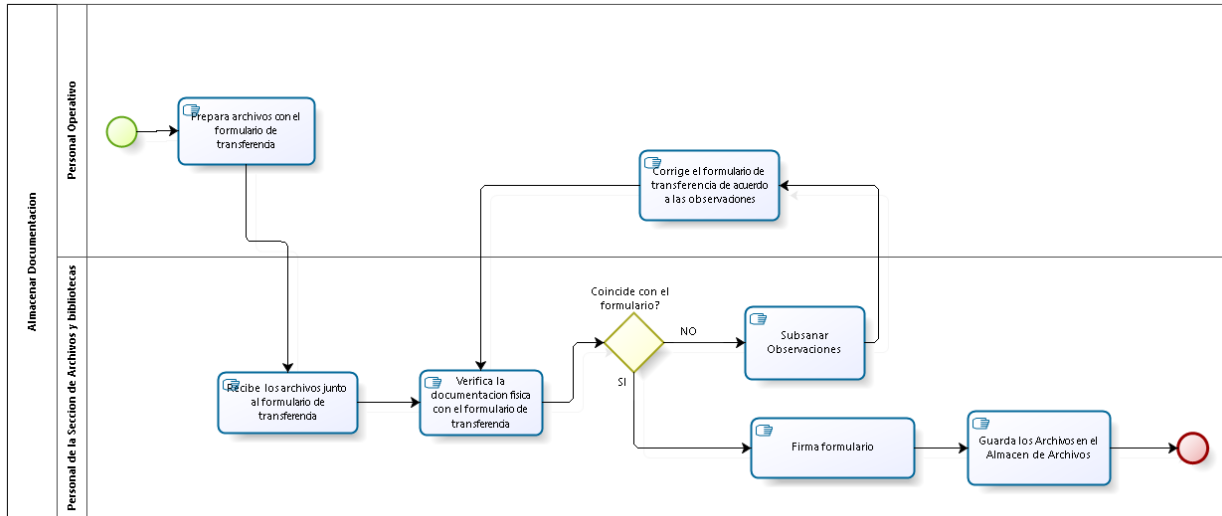 Almacenar Documentacion
Personal Operativo
Prepara archivos con el
formulario de
transferencia
Corrige el formulario de
transferencia de acuerdo
a las observaciones
Personal de la Seccion de Archivos y bibliotecas
Recibe los archivos junto
al formulario de
transferencia
Verifica la
documentacion fisica
con el formulario de
transferencia
Coincide con el
formulario?
NO
SI
Subsanar
Observaciones
Firma formulario
Guarda los Archivos en el
Almacen de Archivos